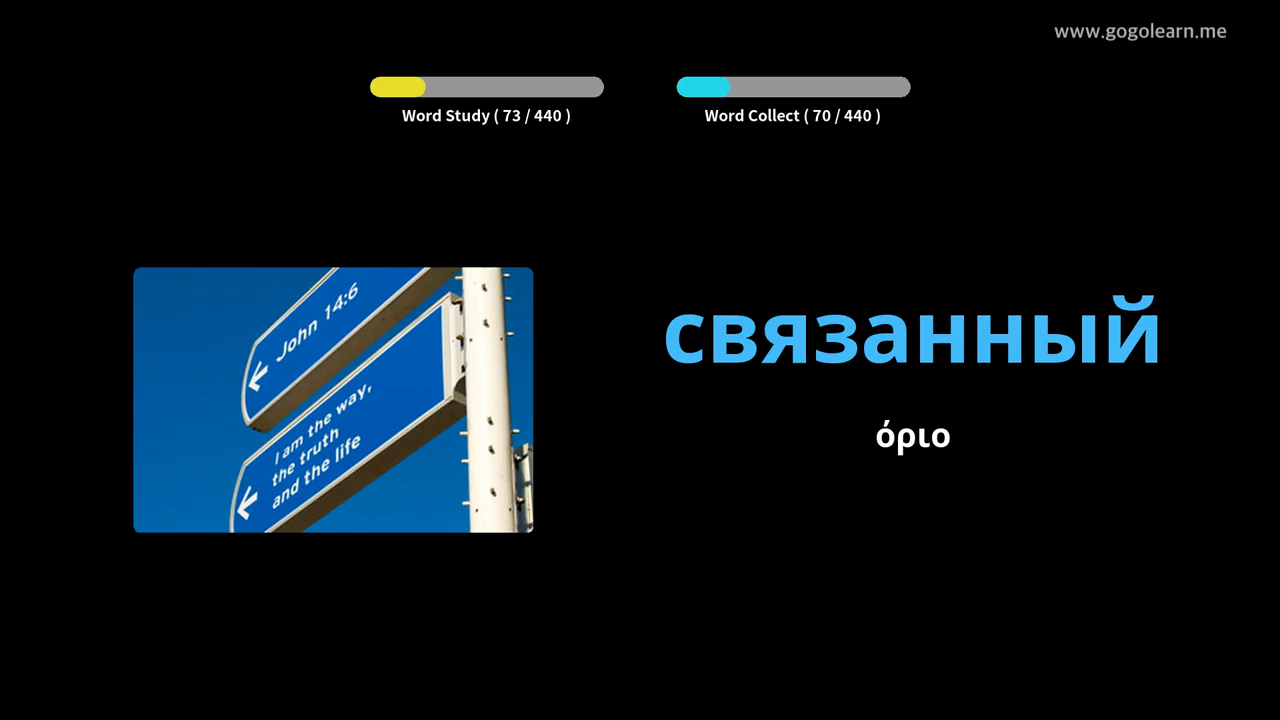 www.gogolearn.me
Word Study ( 73 / 440 )
Word Collect ( 70 / 440 )
John 14:6
I am the way,
the truth
and the life
связанный
όριο